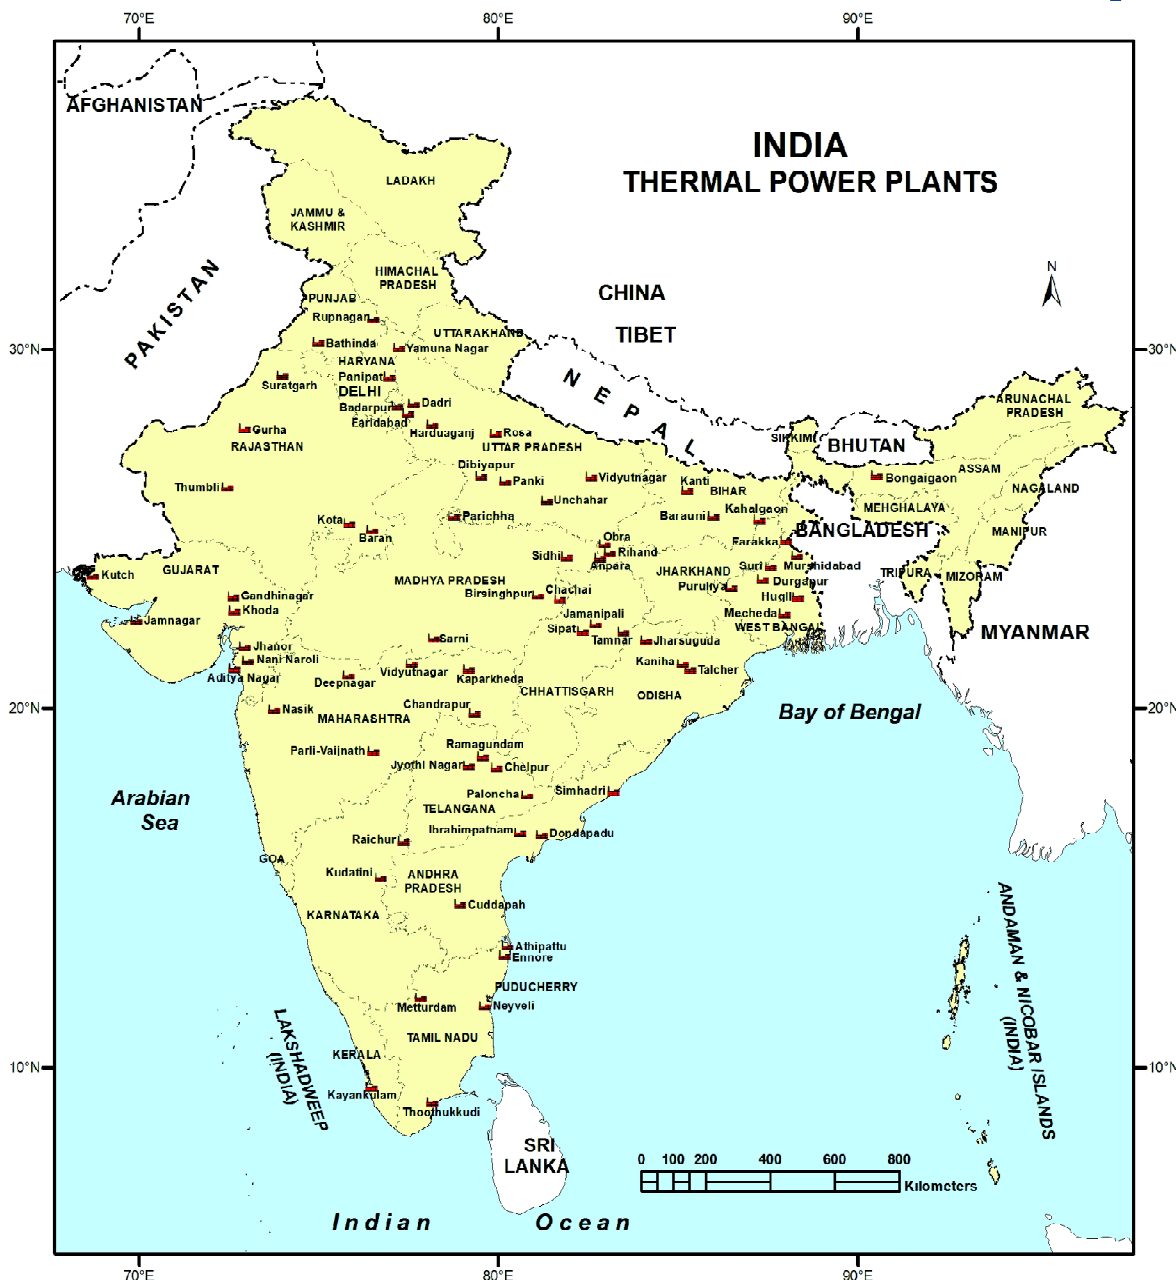 70°E
80°E
90°E
AFGHANISTAN
INDIA
THERMAL POWER PLANTS
LADAKH
JAMMU &
KASHMIR
N
HIMACHAL
PRADESH
PAKISTAN
CHINA
PUNJAB
Rupnagar
TIBET
UTTARAKHAND
Bathinda
Yamuna Nagar
30°N
30°N
HARYANA
Panipat
Suratgarh
DELHI
NEPAL
ARUNACHAL
PRADESH
Dadri
Badarpur
Faridabad
Harduaganj
Rosa
Gurha
RAJASTHAN
UTTAR PRADESH
SIKKIM
BHUTAN
Dibiyapur
ASSAM
Vidyutnagar
Kanti
Bongaigaon
Panki
Thumbli
BIHAR
NAGALAND
Unchahar
MEGHALAYA
Kahalgaon
Parichha
Barauni
Kota
BANGLADESH
MANIPUR
Baran
Obra
Farakka
Rihand
Sidhi
Anpara
Suri
Murshidabad
GUJARAT
JHARKHAND
TRIPURA
MIZORAM
Kutch
MADHYA PRADESH
Durgapur
Puruliya
Chachai
Birsinghpur
Gandhinagar
Hugli
Khoda
Jamanipali
Mecheda
Jamnagar
Sipat
WEST BANGAL
MYANMAR
Sarni
Tamnar
Jharsuguda
Jhanor
Nani Naroli
Kaniha
Talcher
Aditya Nagar
Vidyutnagar
Kaparkheda
Deepnagar
CHHATTISGARH
ODISHA
Chandrapur
20°N
20°N
Nasik
MAHARASHTRA
Bay of Bengal
Ramagundam
Parli-Vaijnath
Jyothi Nagar
Chelpur
Arabian
Sea
Paloncha
Simhadri
TELANGANA
Ibrahimpatnam
Dondapadu
Raichur
GOA
Kudatini
ANDHRA
PRADESH
Cuddapah
KARNATAKA
Athipattu
Ennore
ANDAMAN & NICOBAR ISLANDS
(INDIA)
PUDUCHERRY
Metturdam
Neyveli
LAKSHADWEEP
(INDIA)
TAMIL NADU
KERALA
10°N
10°N
Kayankulam
Thoothukkudi
SRI
LANKA
0 100 200 400 600 800
Kilometers
Indian Ocean
70°E
80°E
90°E